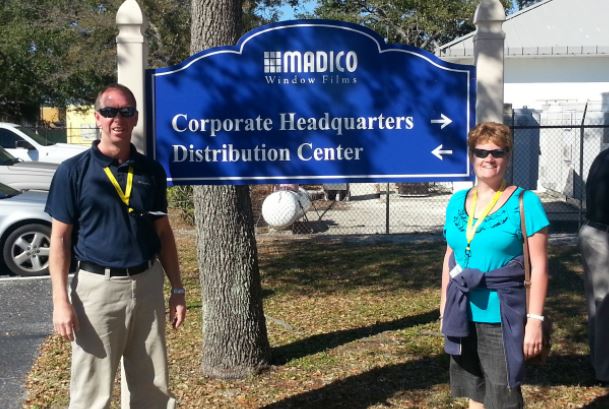 MADICO
Window Films
Corporate Headquarters →
Distribution Center ←